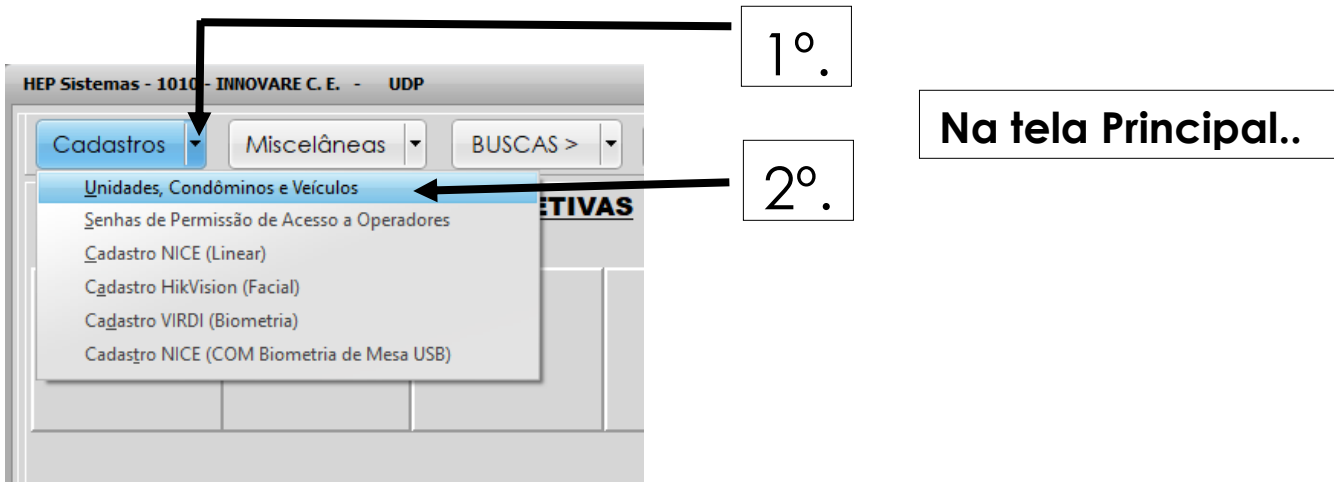 1º.
HEP Sistemas - 1010 - INNOVARE C. E. - UDP
Na tela Principal..
Cadastros Miscelâneas BUSCAS >
2º.
Unidades, Condôminos e Veículos
ETIVAS
Senhas de Permissão de Acesso a Operadores
Cadastro NICE (Linear)
Cadastro HikVision (Facial)
Cadastro VIRDI (Biometria)
Cadastro NICE (COM Biometria de Mesa USB)